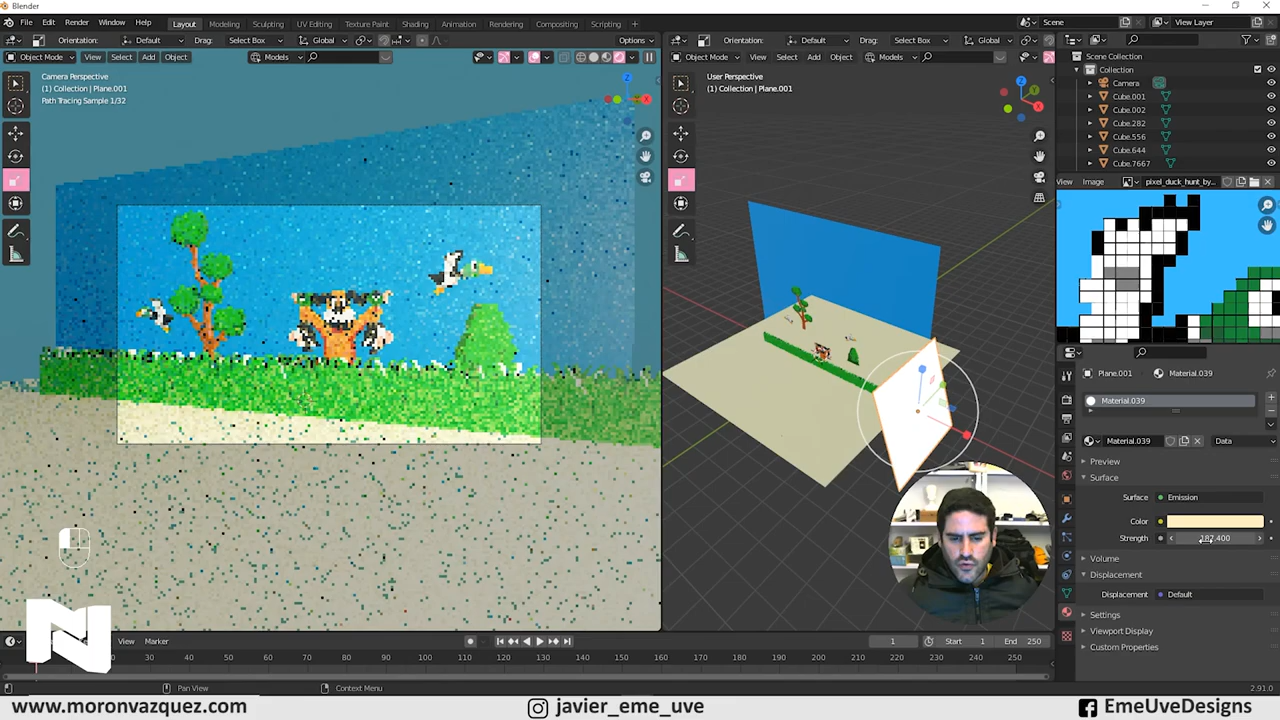 Blender
File Edit Render Window Help Layout Modeling Sculpting UV Editing Texture Paint Shading Animation Rendering Compositing Scripting + Scene View Layer
Orientation: Default Drag: Select Box Global Options
Orientation: Default Drag: Select Box Global
Object Mode View Select Add Object Models
Object Mode View Select Add Object Models
Camera Perspective
(1) Collection | Plane.001
Path Tracing Sample 1/32
User Perspective
(1) Collection | Plane.001
Scene Collection
Collection
Camera
Cube.001
Cube.002
Cube.282
Cube.556
Cube.644
Cube.7667
View Image pixel_duck_hunt_by...
Plane.001 Material.039
Material.039
Material.039 Data
Preview
Surface
Surface Emission
Color
Strength 187.400
Volume
Displacement
Displacement Default
Settings
Viewport Display
Custom Properties
View Marker
1 Start 1 End 250
20 30 40 50 60 70 80 90 100 110 120 130 140 150 160 170 180 190 200 210 220 230 240 250
Pan View Context Menu 2.91.0
N
www.moronvazquez.com javier_eme_uve EmeUveDesigns